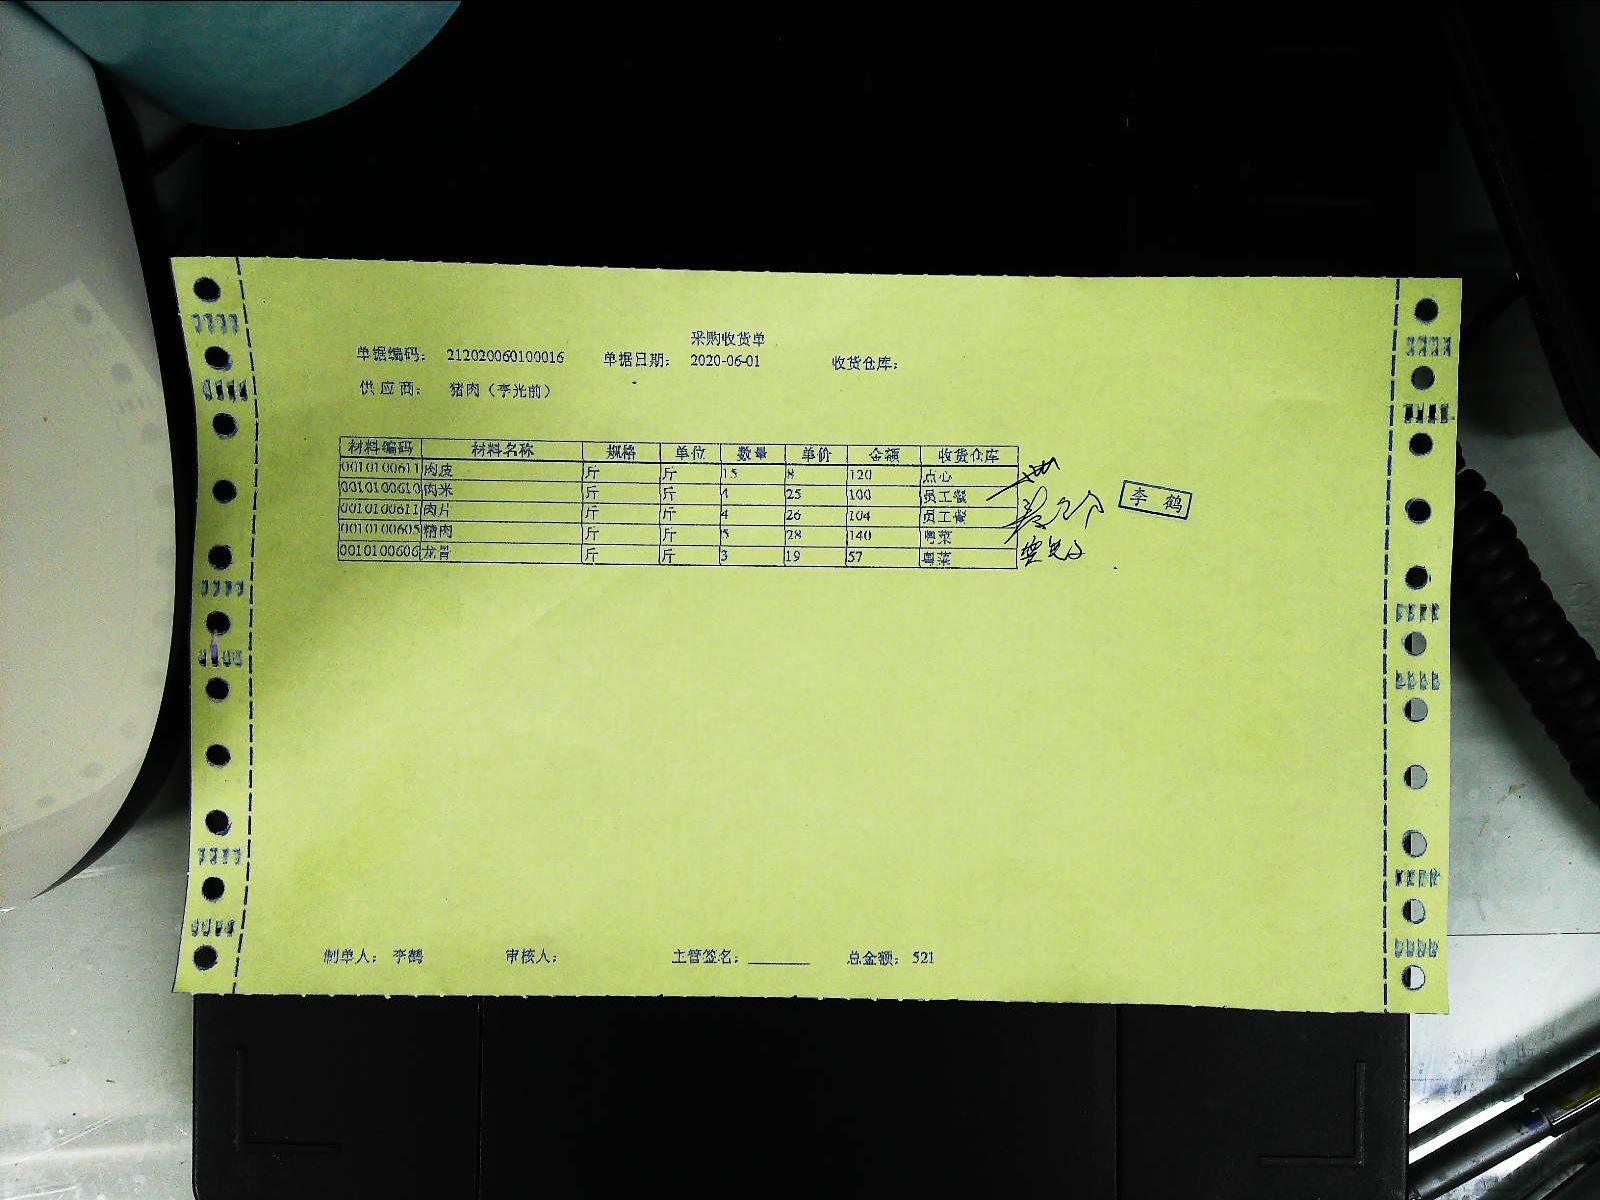 采购收货单
单据编码： 212020060100016 单据日期： 2020-06-01 收货仓库：
供 应 商： 猪肉（李光前）
材料编码 材料名称 规格 单位 数量 单价 金额 收货仓库
0010100611 肉皮 斤 斤 15 8 120 点心
0010100610 肉米 斤 斤 4 25 100 员工餐
0010100611 肉片 斤 斤 4 26 104 员工餐
0010100605 精肉 斤 斤 5 28 140 粤菜
0010100606 龙骨 斤 斤 3 19 57 粤菜
李 鹤
制单人： 李鹤 审核人： 主管签名： 总金额： 521